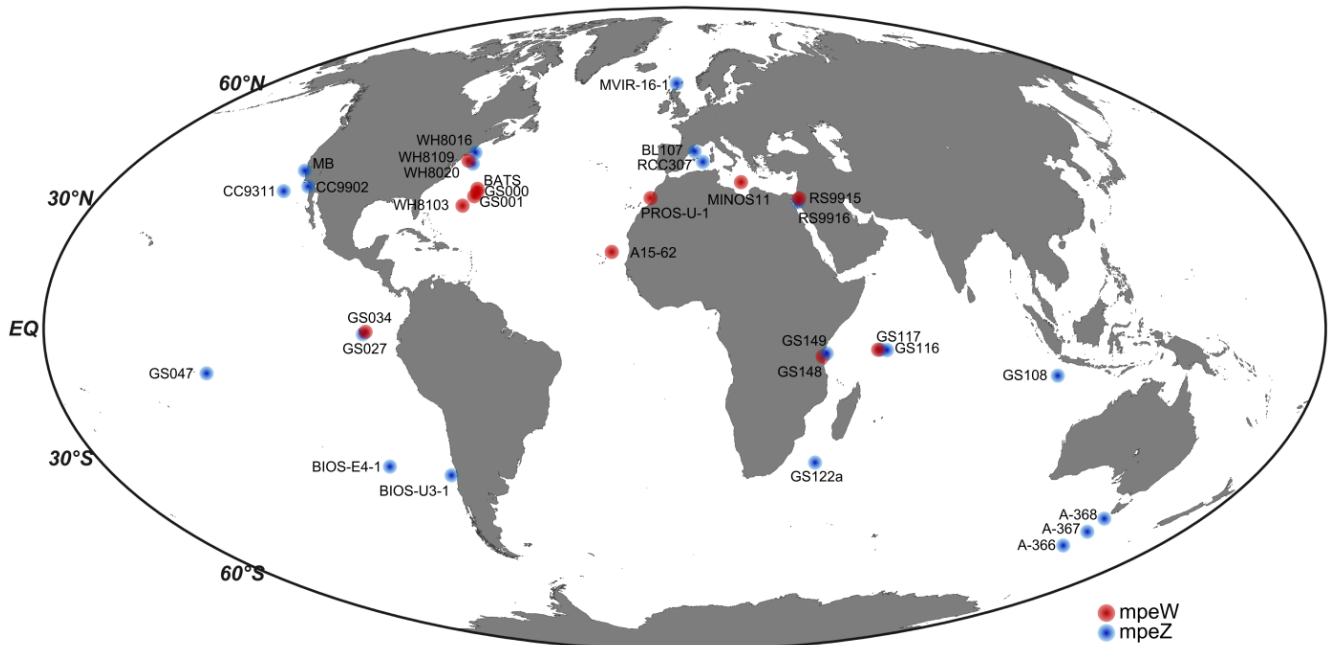 60°N
MVIR-16-1
WH8016
WH8109
WH8020
BL107
RCC307
MB
CC9311
CC9902
BATS
GS000
GS001
WH8103
MINOS11
PROS-U-1
RS9915
RS9916
30°N
A15-62
GS034
GS027
EQ
GS149
GS148
GS117
GS116
GS047
GS108
30°S
BIOS-E4-1
BIOS-U3-1
GS122a
A-368
A-367
A-366
60°S
mpeW
mpeZ